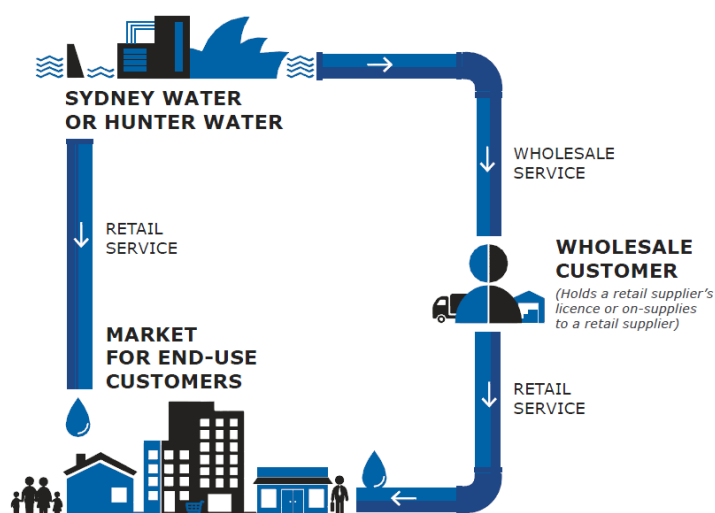 SYDNEY WATER
OR HUNTER WATER
WHOLESALE
SERVICE
RETAIL
SERVICE
WHOLESALE
CUSTOMER
(Holds a retail supplier’s
licence or on-supplies
to a retail supplier)
MARKET
FOR END-USE
CUSTOMERS
RETAIL
SERVICE